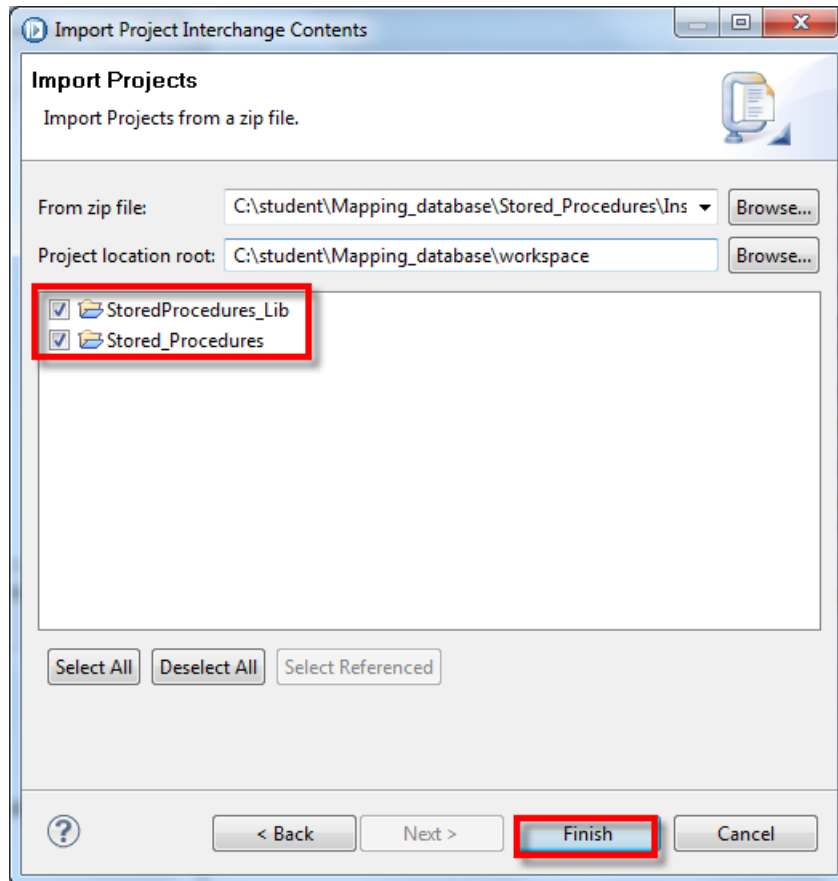 Import Project Interchange Contents
Import Projects
Import Projects from a zip file.
From zip file: C:\student\Mapping_database\Stored_Procedures\Ins Browse...
Project location root: C:\student\Mapping_database\workspace Browse...
StoredProcedures_Lib
Stored_Procedures
Select All Deselect All Select Referenced
? < Back Next > Finish Cancel